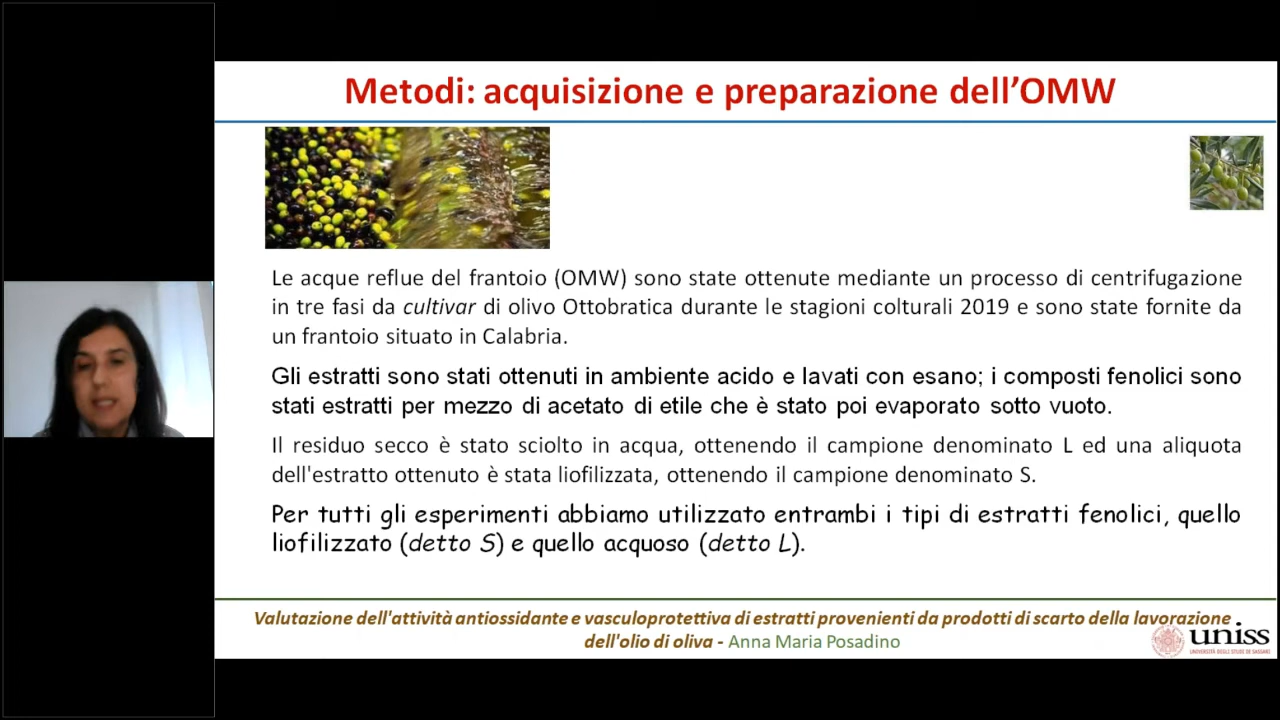 Metodi: acquisizione e preparazione dell’OMW
Le acque reflue del frantoio (OMW) sono state ottenute mediante un processo di centrifugazione
in tre fasi da cultivar di olivo Ottobratica durante le stagioni colturali 2019 e sono state fornite da
un frantoio situato in Calabria.
Gli estratti sono stati ottenuti in ambiente acido e lavati con esano; i composti fenolici sono
stati estratti per mezzo di acetato di etile che è stato poi evaporato sotto vuoto.
Il residuo secco è stato sciolto in acqua, ottenendo il campione denominato L ed una aliquota
dell'estratto ottenuto è stata liofilizzata, ottenendo il campione denominato S.
Per tutti gli esperimenti abbiamo utilizzato entrambi i tipi di estratti fenolici, quello
liofilizzato (detto S) e quello acquoso (detto L).
Valutazione dell'attività antiossidante e vasculoprotettiva di estratti provenienti da prodotti di scarto della lavorazione
dell'olio di oliva - Anna Maria Posadino
uniss
UNIVERSITÀ DEGLI STUDI DI SASSARI